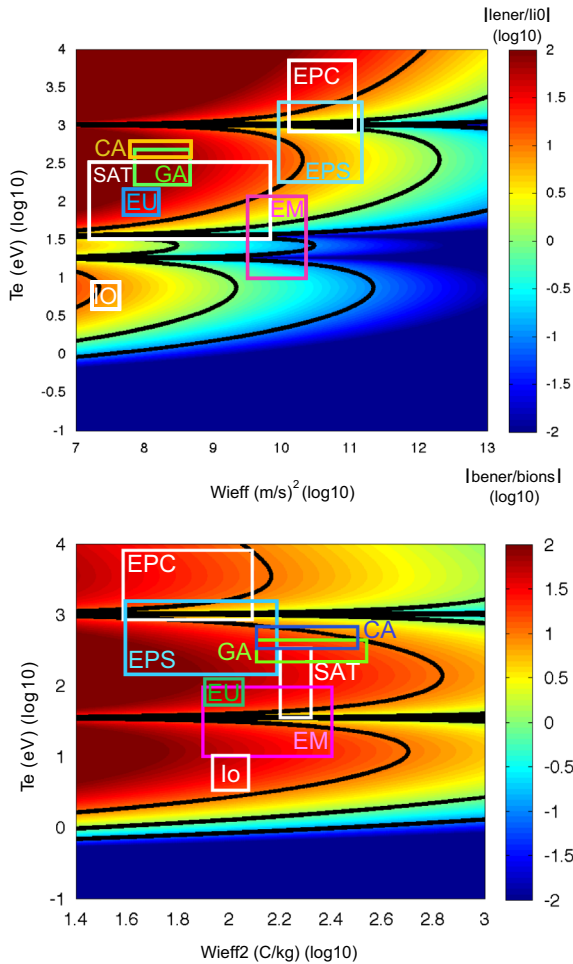 |Iener/Ii0|
(log10)
4
3.5
3
2.5
2
1.5
1
0.5
0
-0.5
-1
Te (eV) (log10)
EPC
CA
EPS
SAT
GA
EU
EM
IO
7
8
9
10
11
12
13
Wieff (m/s)2 (log10)
2
1.5
1
0.5
0
-0.5
-1
-1.5
-2
|bener/bions|
(log10)
4
3
2
1
0
-1
Te (eV) (log10)
EPC
CA
GA
EPS
SAT
EU
EM
Io
1.4
1.6
1.8
2
2.2
2.4
2.6
2.8
3
Wieff2 (C/kg) (log10)
2
1.5
1
0.5
0
-0.5
-1
-1.5
-2